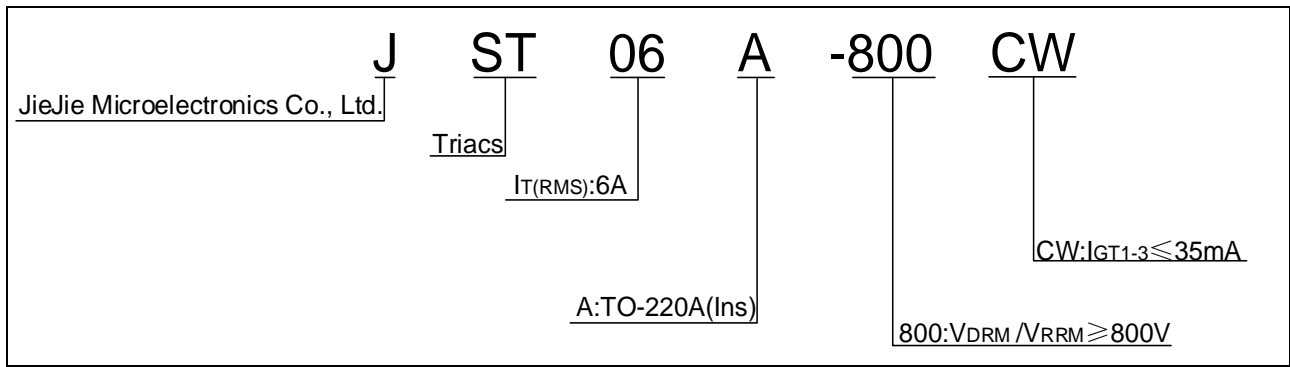 J ST 06 A -800 CW
JieJie Microelectronics Co., Ltd.
Triacs
IT(RMS):6A
CW:IGT1-3≤35mA
A:TO-220A(Ins)
800:VDRM/VRRM≥800V